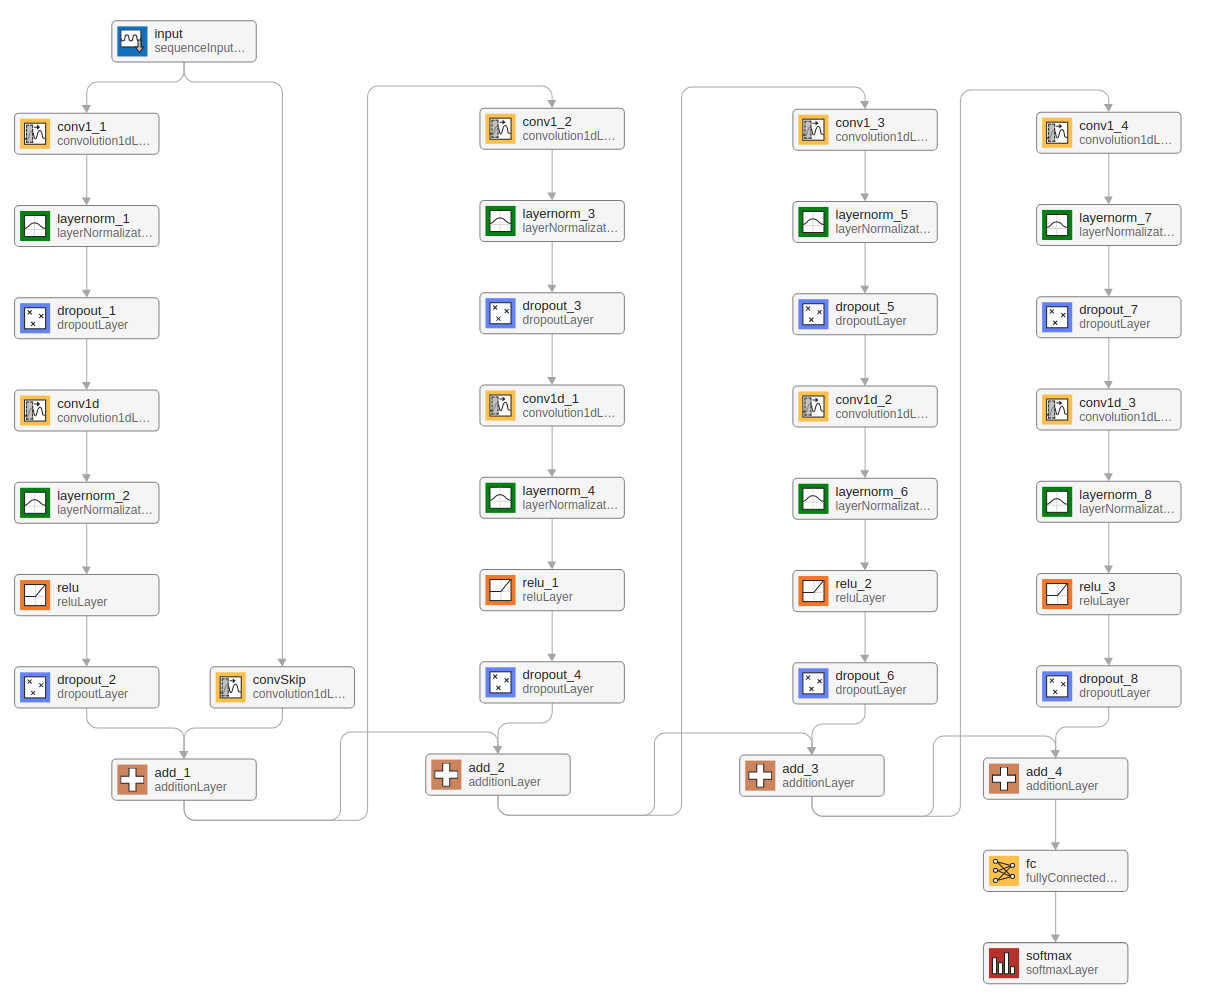 input
sequenceInput…
conv1_1
convolution1dL…
layernorm_1
layerNormalizat…
dropout_1
dropoutLayer
conv1d
convolution1dL…
layernorm_2
layerNormalizat…
relu
reluLayer
dropout_2
dropoutLayer
convSkip
convolution1dL…
add_1
additionLayer
conv1_2
convolution1dL…
layernorm_3
layerNormalizat…
dropout_3
dropoutLayer
conv1d_1
convolution1dL…
layernorm_4
layerNormalizat…
relu_1
reluLayer
dropout_4
dropoutLayer
add_2
additionLayer
conv1_3
convolution1dL…
layernorm_5
layerNormalizat…
dropout_5
dropoutLayer
conv1d_2
convolution1dL…
layernorm_6
layerNormalizat…
relu_2
reluLayer
dropout_6
dropoutLayer
add_3
additionLayer
conv1_4
convolution1dL…
layernorm_7
layerNormalizat…
dropout_7
dropoutLayer
conv1d_3
convolution1dL…
layernorm_8
layerNormalizat…
relu_3
reluLayer
dropout_8
dropoutLayer
add_4
additionLayer
fc
fullyConnected…
softmax
softmaxLayer